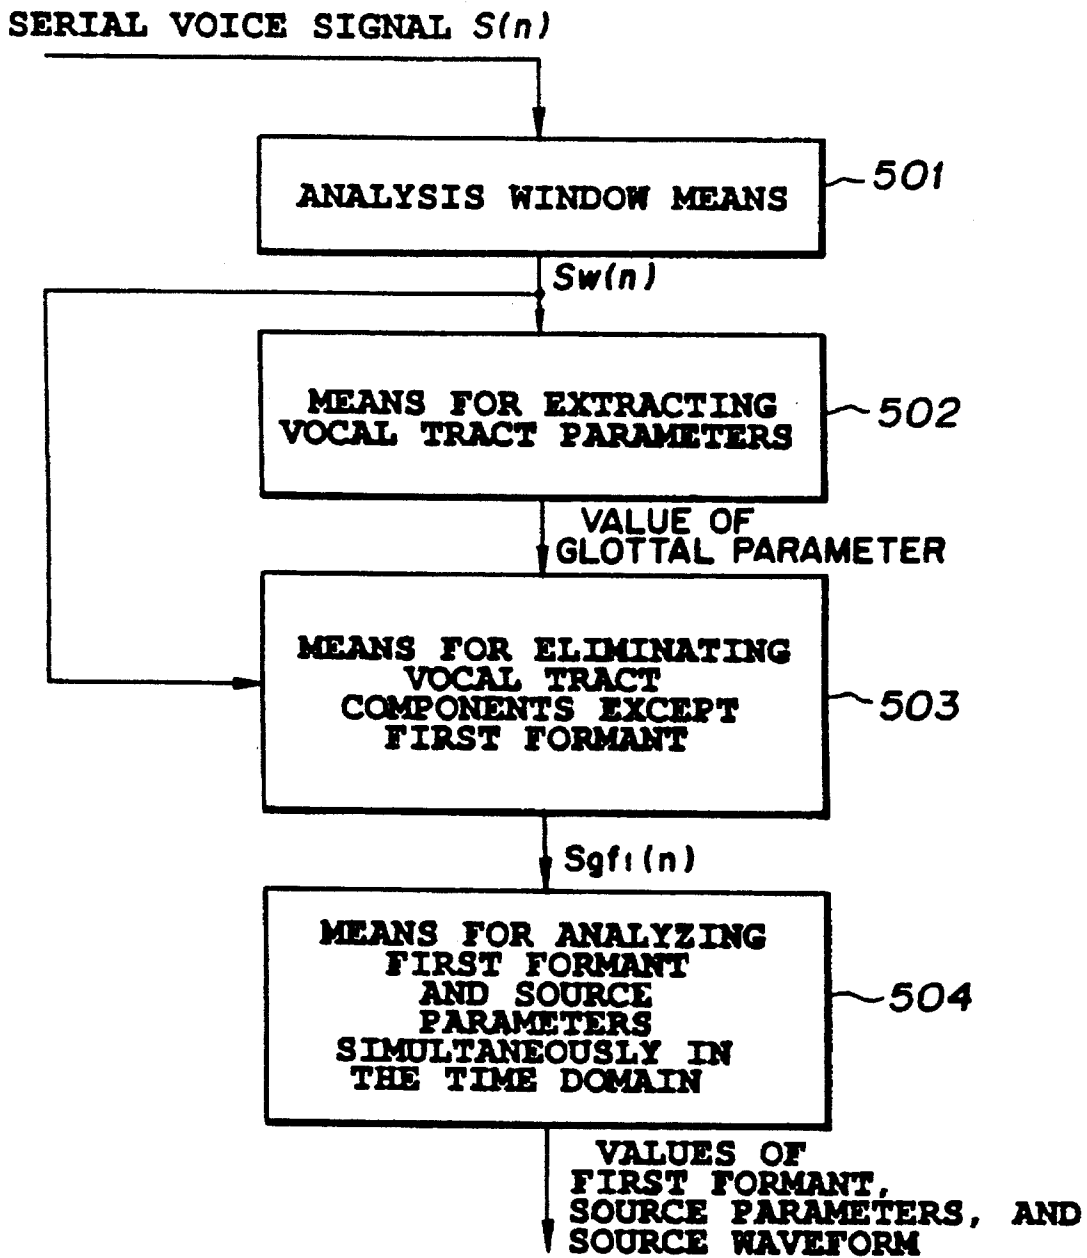 SERIAL VOICE SIGNAL S(n)
ANALYSIS WINDOW MEANS
501
Sw(n)
MEANS FOR EXTRACTING
VOCAL TRACT PARAMETERS
502
VALUE OF
GLOTTAL PARAMETER
MEANS FOR ELIMINATING
VOCAL TRACT
COMPONENTS EXCEPT
FIRST FORMANT
503
Sgf1(n)
MEANS FOR ANALYZING
FIRST FORMANT
AND SOURCE
PARAMETERS
SIMULTANEOUSLY IN
THE TIME DOMAIN
504
VALUES OF
FIRST FORMANT,
SOURCE PARAMETERS, AND
SOURCE WAVEFORM